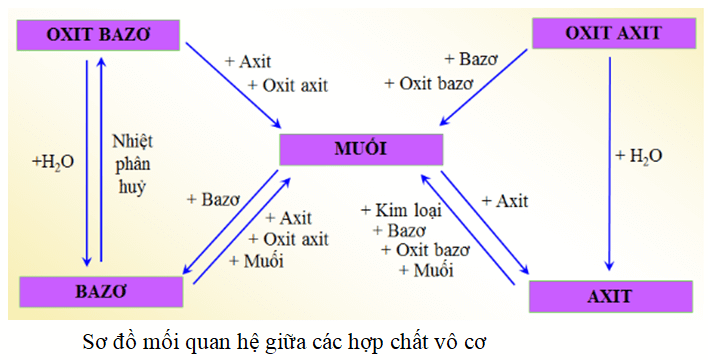 OXIT BAZƠ
OXIT AXIT
+ Axit
+ Oxit axit
+ Bazơ
+ Oxit bazơ
+H₂O
Nhiệt
phân
huỷ
MUỐI
+ H₂O
+ Bazơ
+ Axit
+ Oxit axit
+ Muối
+ Kim loại
+ Bazơ
+ Oxit bazơ
+ Muối
+ Axit
BAZƠ
AXIT
Sơ đồ mối quan hệ giữa các hợp chất vô cơ